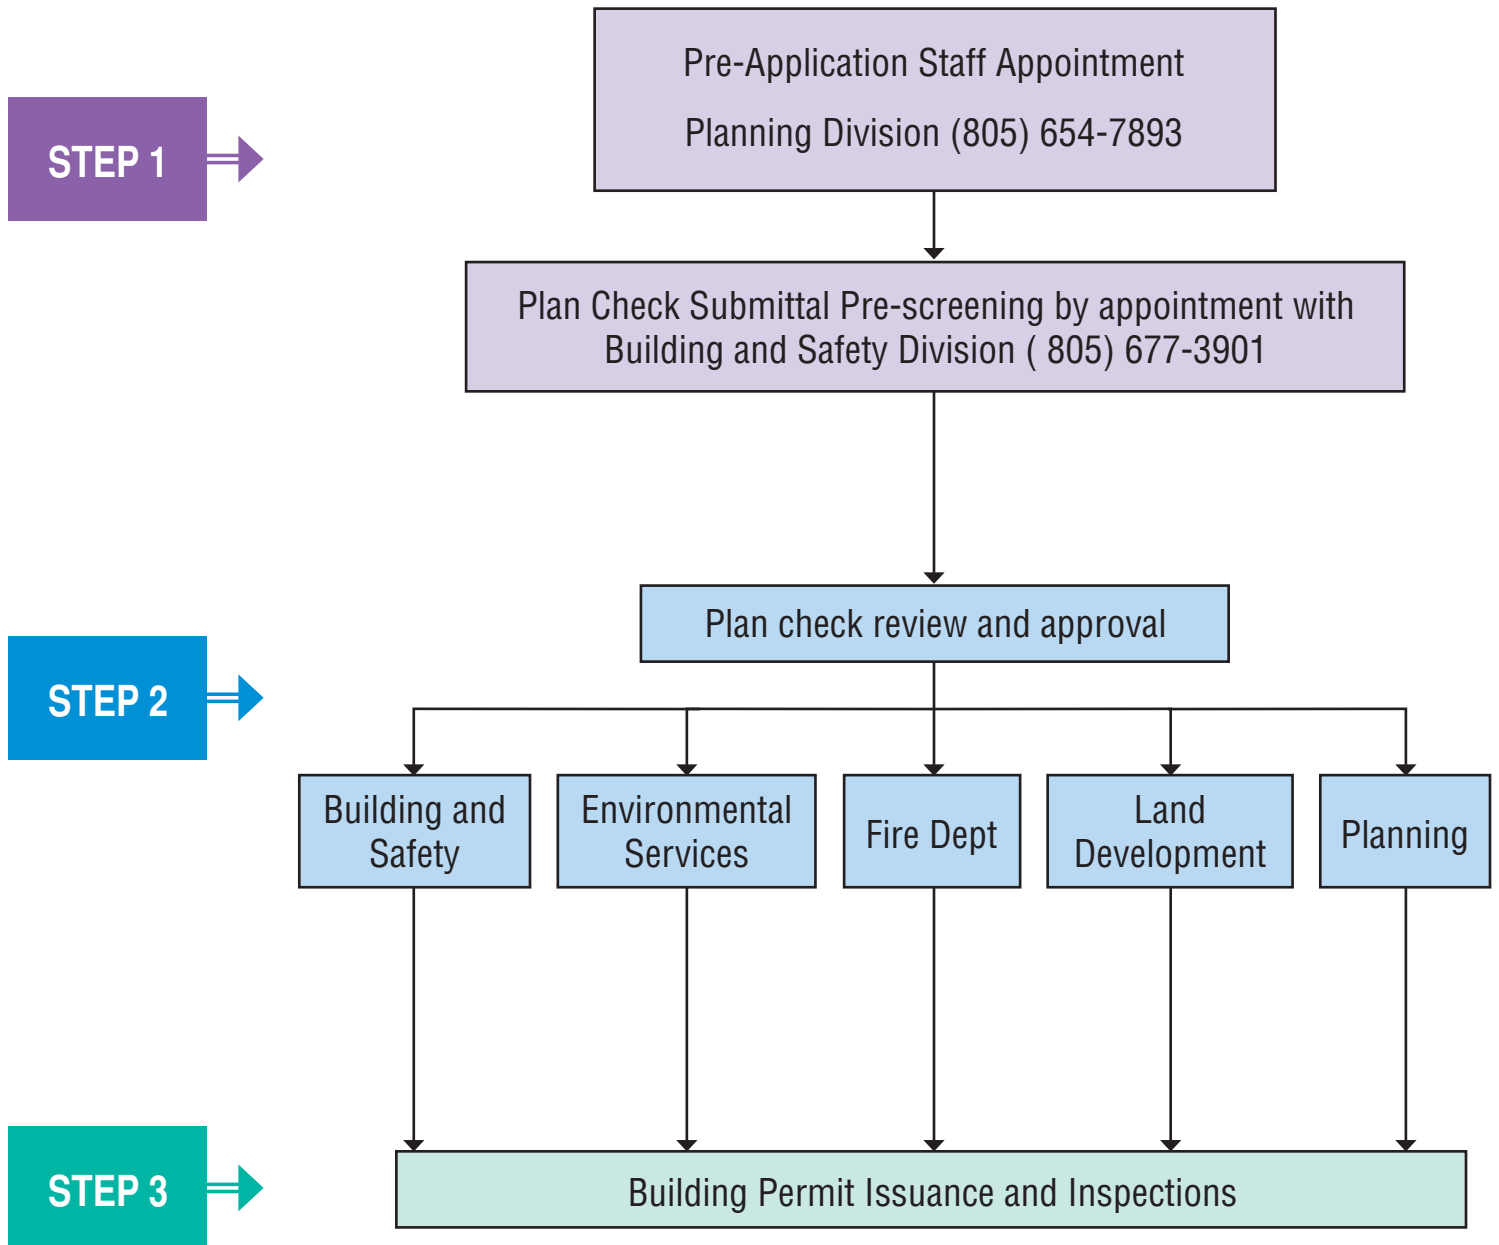 STEP 1
Pre-Application Staff Appointment
Planning Division (805) 654-7893
Plan Check Submittal Pre-screening by appointment with
Building and Safety Division ( 805) 677-3901
STEP 2
Plan check review and approval
Building and
Safety
Environmental
Services
Fire Dept
Land
Development
Planning
STEP 3
Building Permit Issuance and Inspections